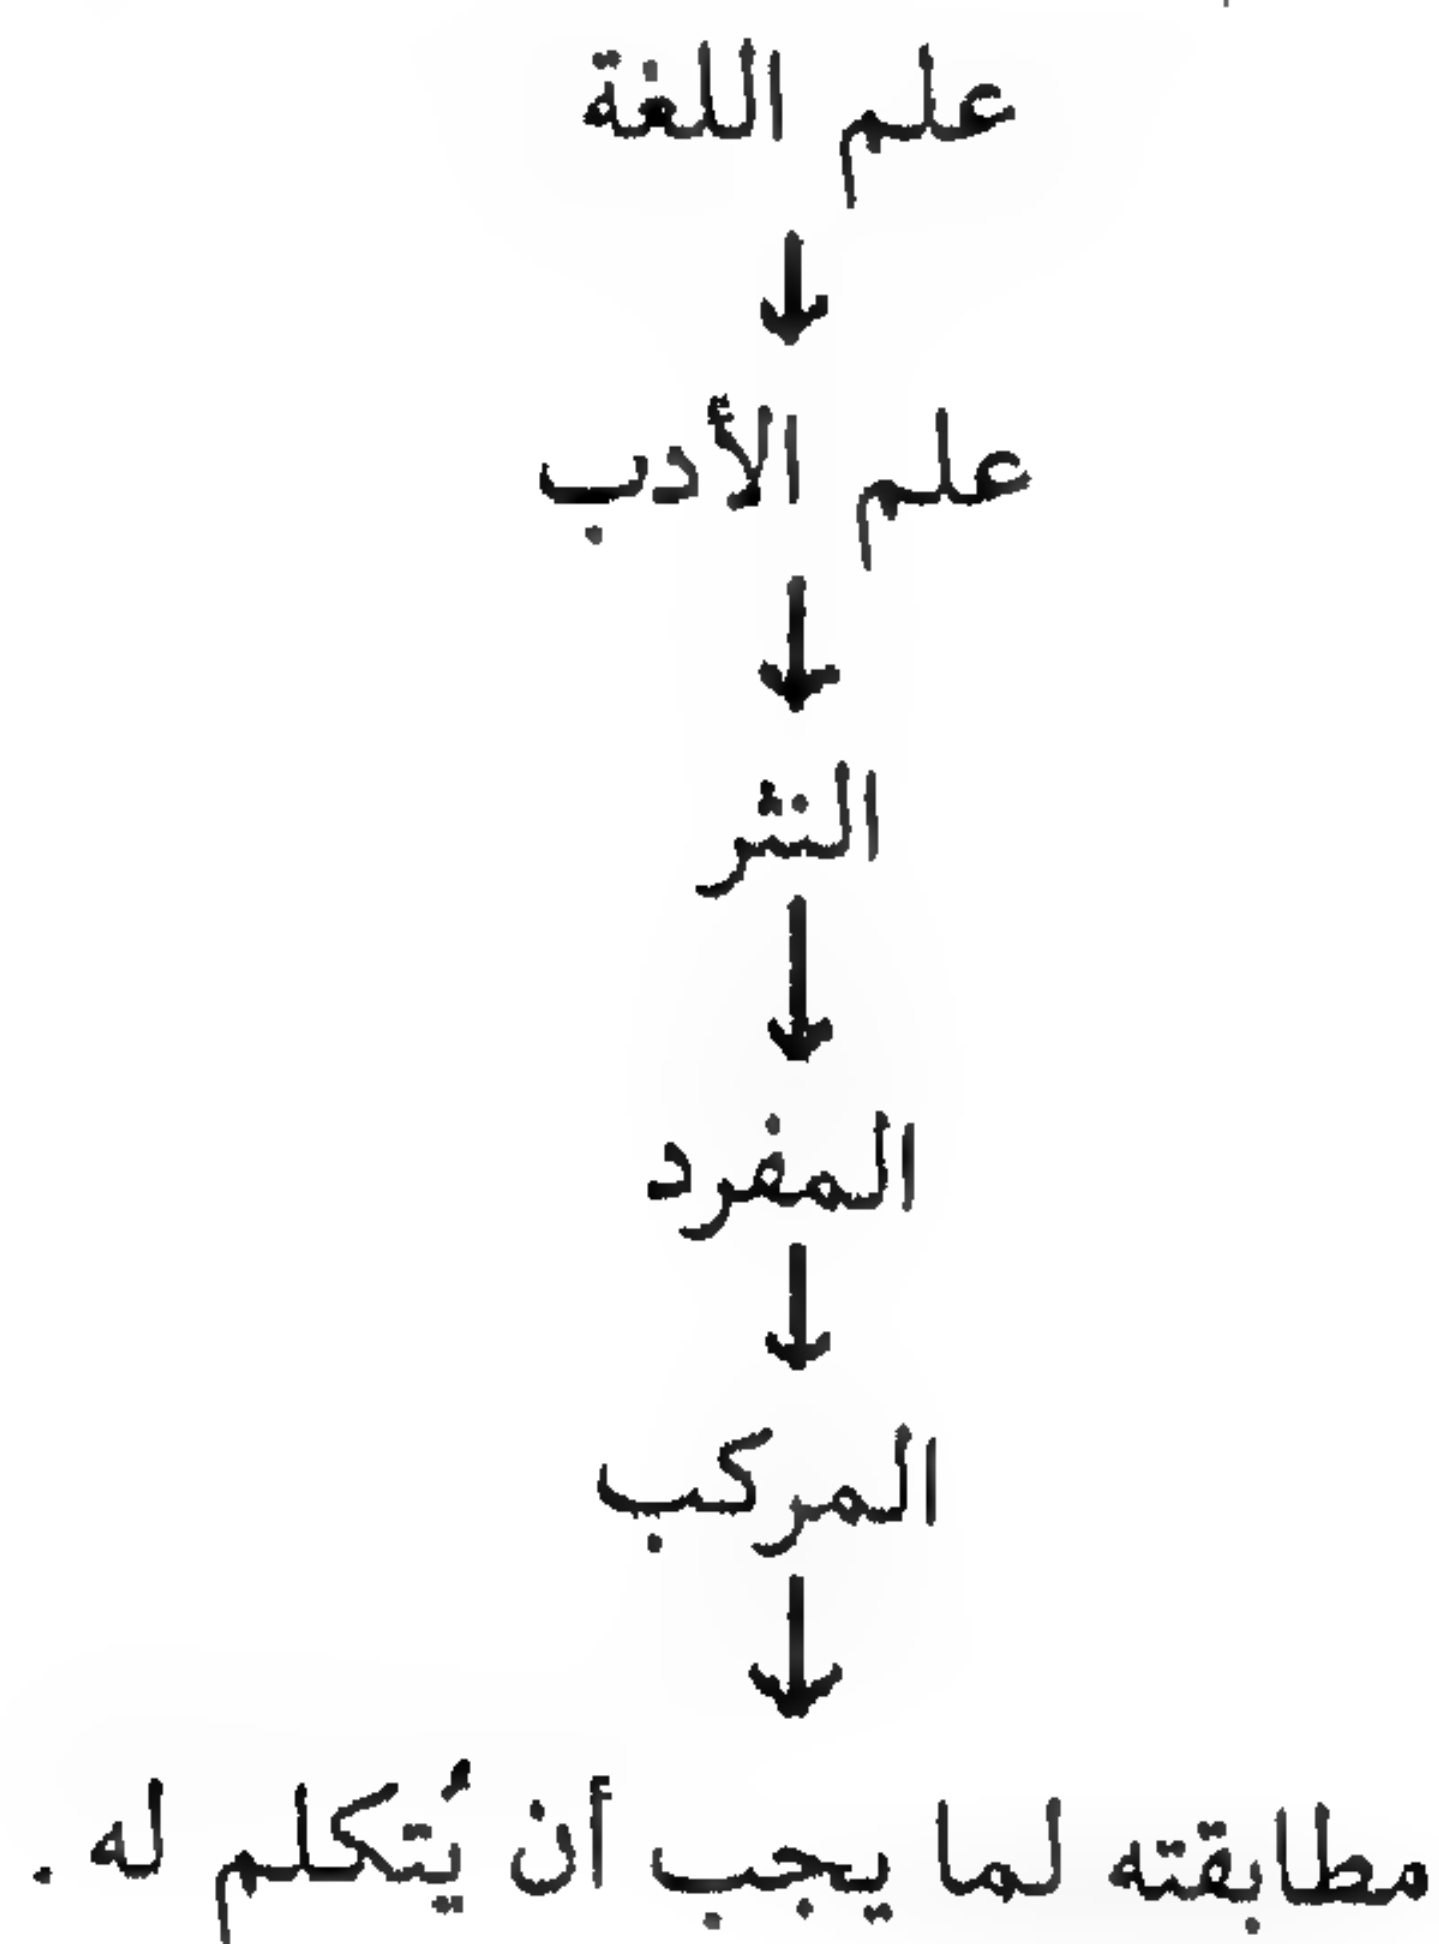 علم اللغة
علم الأدب
النثر
المفرد
المركب
مطابقته لما يجب أن يُتكلم له .